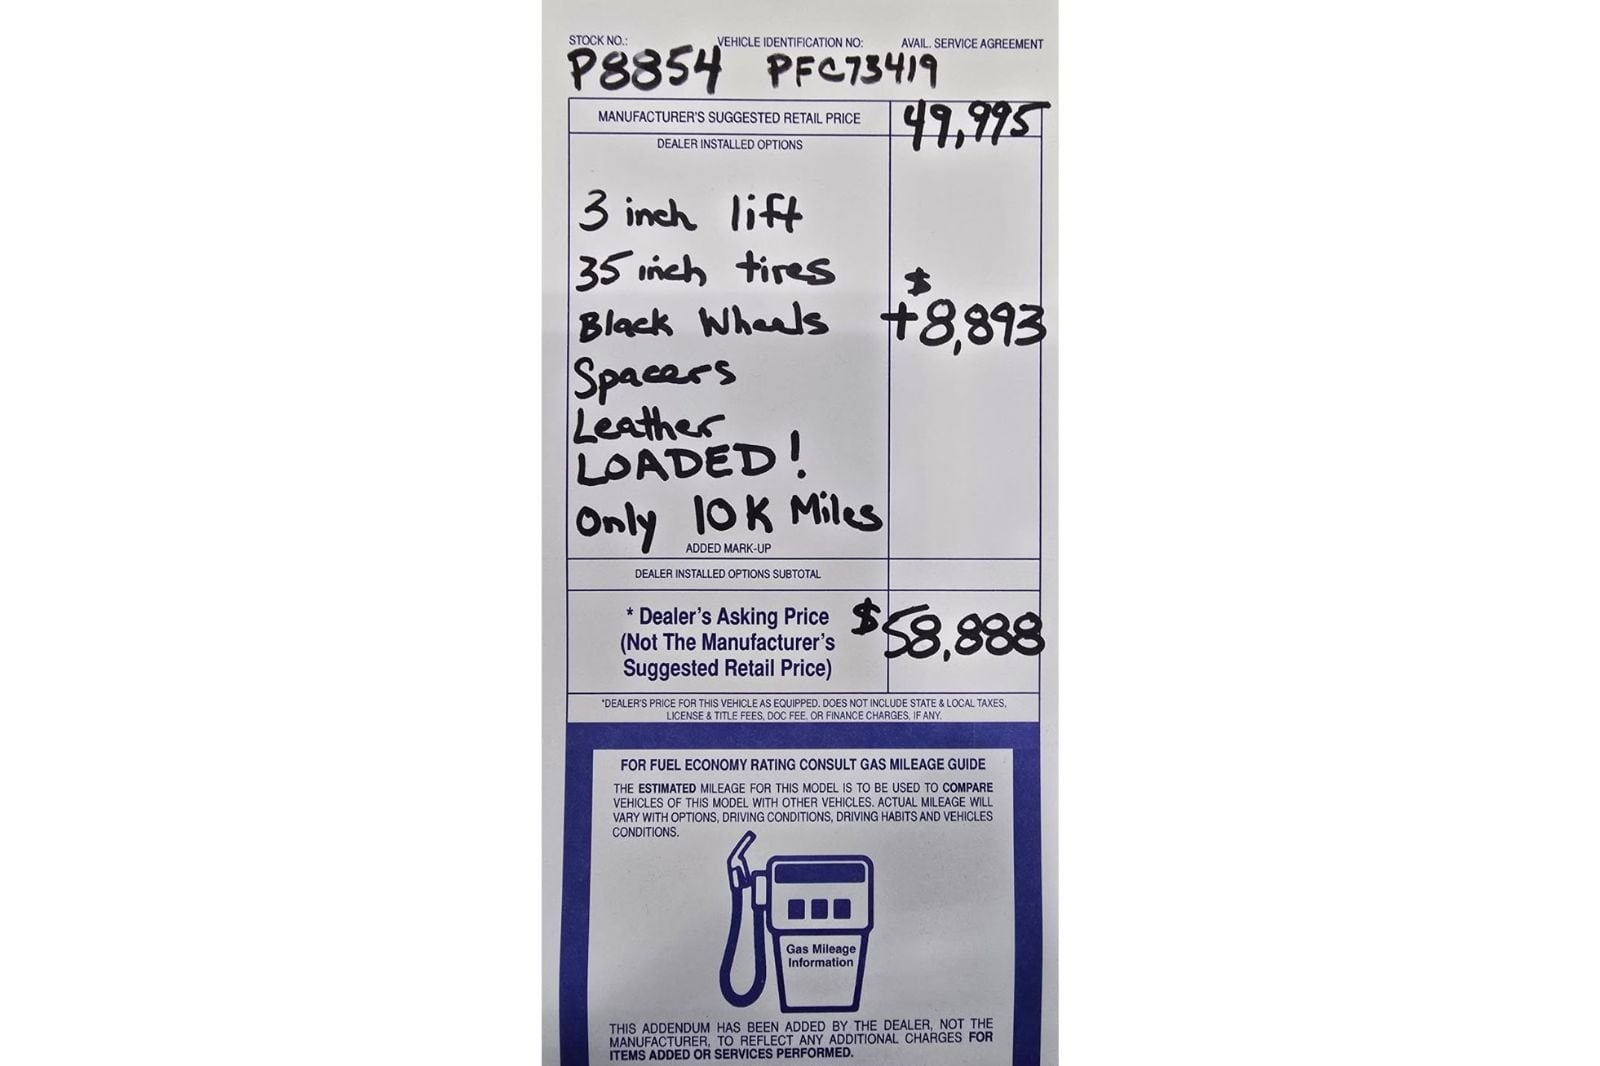 STOCK NO.: VEHICLE IDENTIFICATION NO: AVAIL. SERVICE AGREEMENT
P8854 PFC73419
MANUFACTURER'S SUGGESTED RETAIL PRICE 49,995
DEALER INSTALLED OPTIONS
3 inch lift
35 inch tires
$
Black Wheels +8,893
Spacers
Leather
LOADED!
Only 10K Miles
ADDED MARK-UP
DEALER INSTALLED OPTIONS SUBTOTAL
* Dealer's Asking Price $58,888
(Not The Manufacturer's
Suggested Retail Price)
*DEALER'S PRICE FOR THIS VEHICLE AS EQUIPPED. DOES NOT INCLUDE STATE & LOCAL TAXES,
LICENSE & TITLE FEES, DOC FEE, OR FINANCE CHARGES, IF ANY.
FOR FUEL ECONOMY RATING CONSULT GAS MILEAGE GUIDE
THE ESTIMATED MILEAGE FOR THIS MODEL IS TO BE USED TO COMPARE
VEHICLES OF THIS MODEL WITH OTHER VEHICLES. ACTUAL MILEAGE WILL
VARY WITH OPTIONS, DRIVING CONDITIONS, DRIVING HABITS AND VEHICLES
CONDITIONS.
Gas Mileage
Information
THIS ADDENDUM HAS BEEN ADDED BY THE DEALER, NOT THE
MANUFACTURER, TO REFLECT ANY ADDITIONAL CHARGES FOR
ITEMS ADDED OR SERVICES PERFORMED.